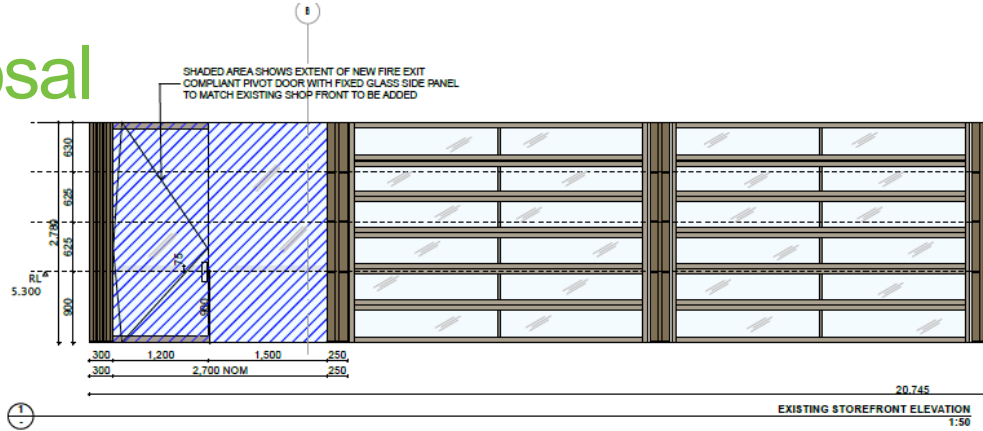 B
osal
SHADED AREA SHOWS EXTENT OF NEW FIRE EXIT
COMPLIANT PIVOT DOOR WITH FIXED GLASS SIDE PANEL
TO MATCH EXISTING SHOP FRONT TO BE ADDED
630
625
2,780
625
75
RL
5.300
900
300 1,200 1,500 250
300 2,700 NOM 250
20.745
1
-
EXISTING STOREFRONT ELEVATION
1:50